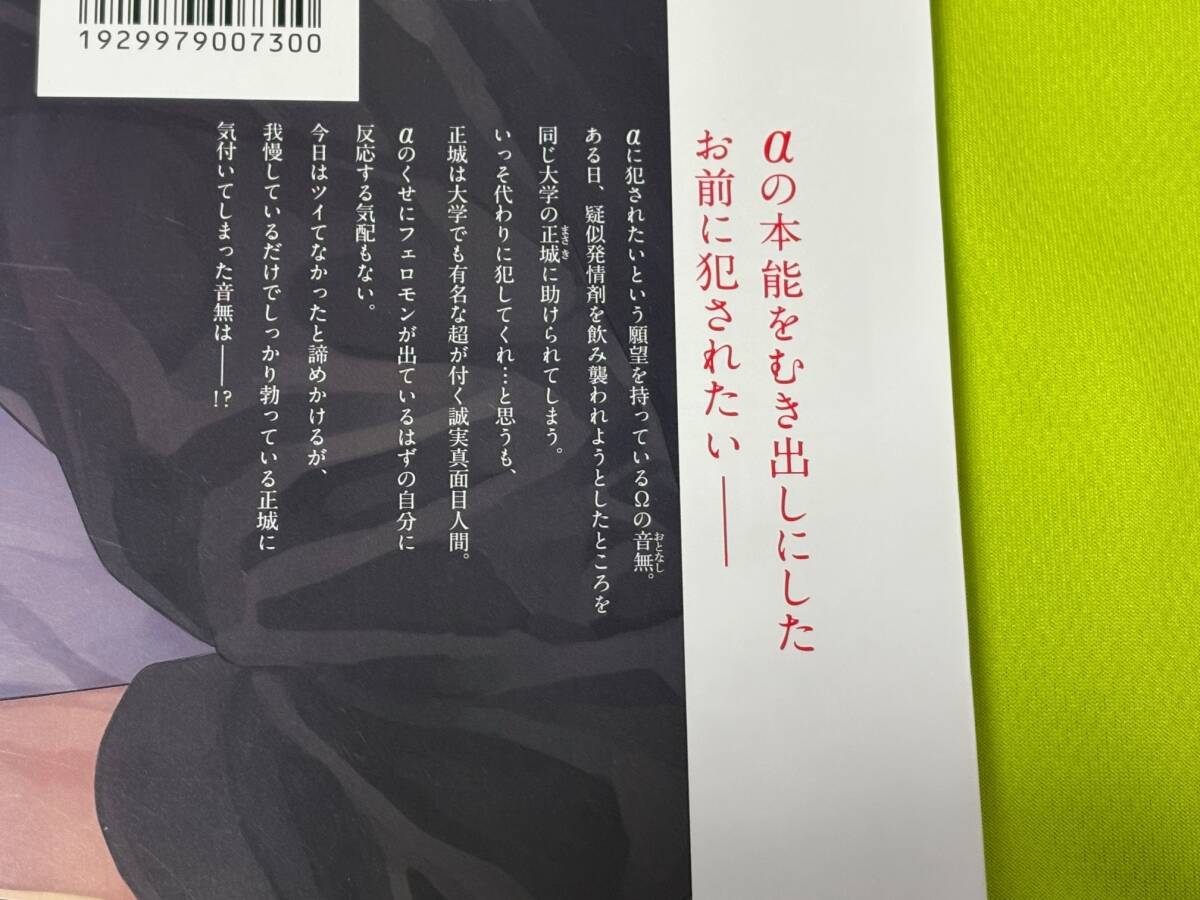 1929979007300
αの本能をむき出しにした
お前に犯されたい――
αに犯されたいという願望を持っているΩの音無。
おとなし
ある日、疑似発情剤を飲み襲われようとしたところを
同じ大学の正城に助けられてしまう。
まさき
いっそ代わりに犯してくれ…と思うも、
正城は大学でも有名な超が付く誠実真面目人間。
αのくせにフェロモンが出ているはずの自分に
反応する気配もない。
今日はツイてなかったと諦めかけるが、
我慢しているだけでしっかり勃っている正城に
気付いてしまった音無は――!?